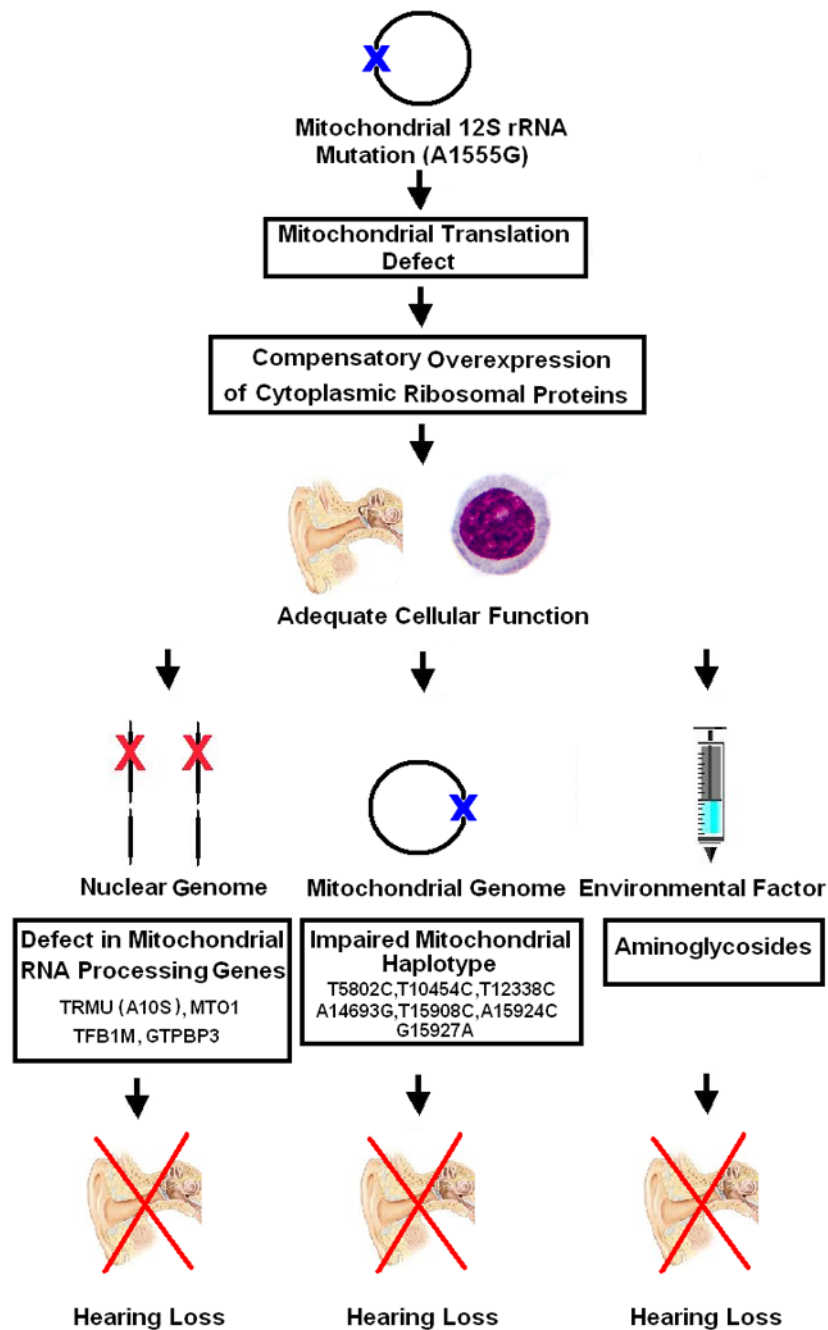 Mitochondrial 12S rRNA
Mutation (A1555G)
Mitochondrial Translation
Defect
Compensatory Overexpression
of Cytoplasmic Ribosomal Proteins
Adequate Cellular Function
Nuclear Genome
Defect in Mitochondrial
RNA Processing Genes
TRMU (A10S), MTO1
TFB1M, GTPBP3
Hearing Loss
Mitochondrial Genome
Impaired Mitochondrial
Haplotype
T5802C,T10454C,T12338C
A14693G,T15908C,A15924C
G15927A
Hearing Loss
Environmental Factor
Aminoglycosides
Hearing Loss